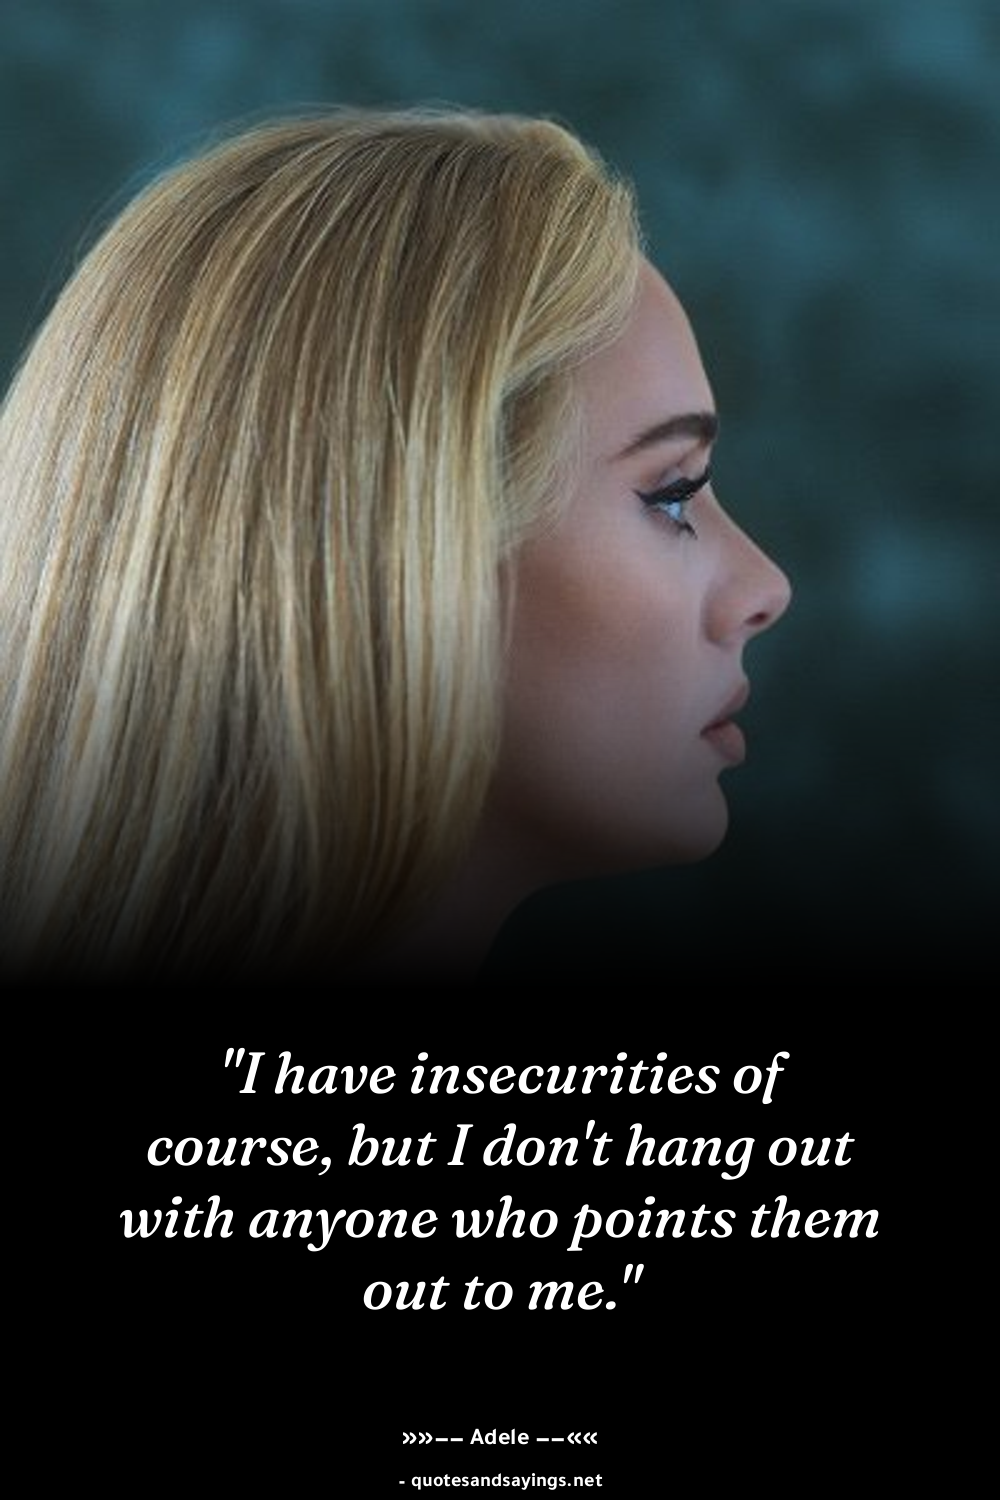 "I have insecurities of
course, but I don't hang out
with anyone who points them
out to me."
»»–– Adele ––««
- quotesandsayings.net